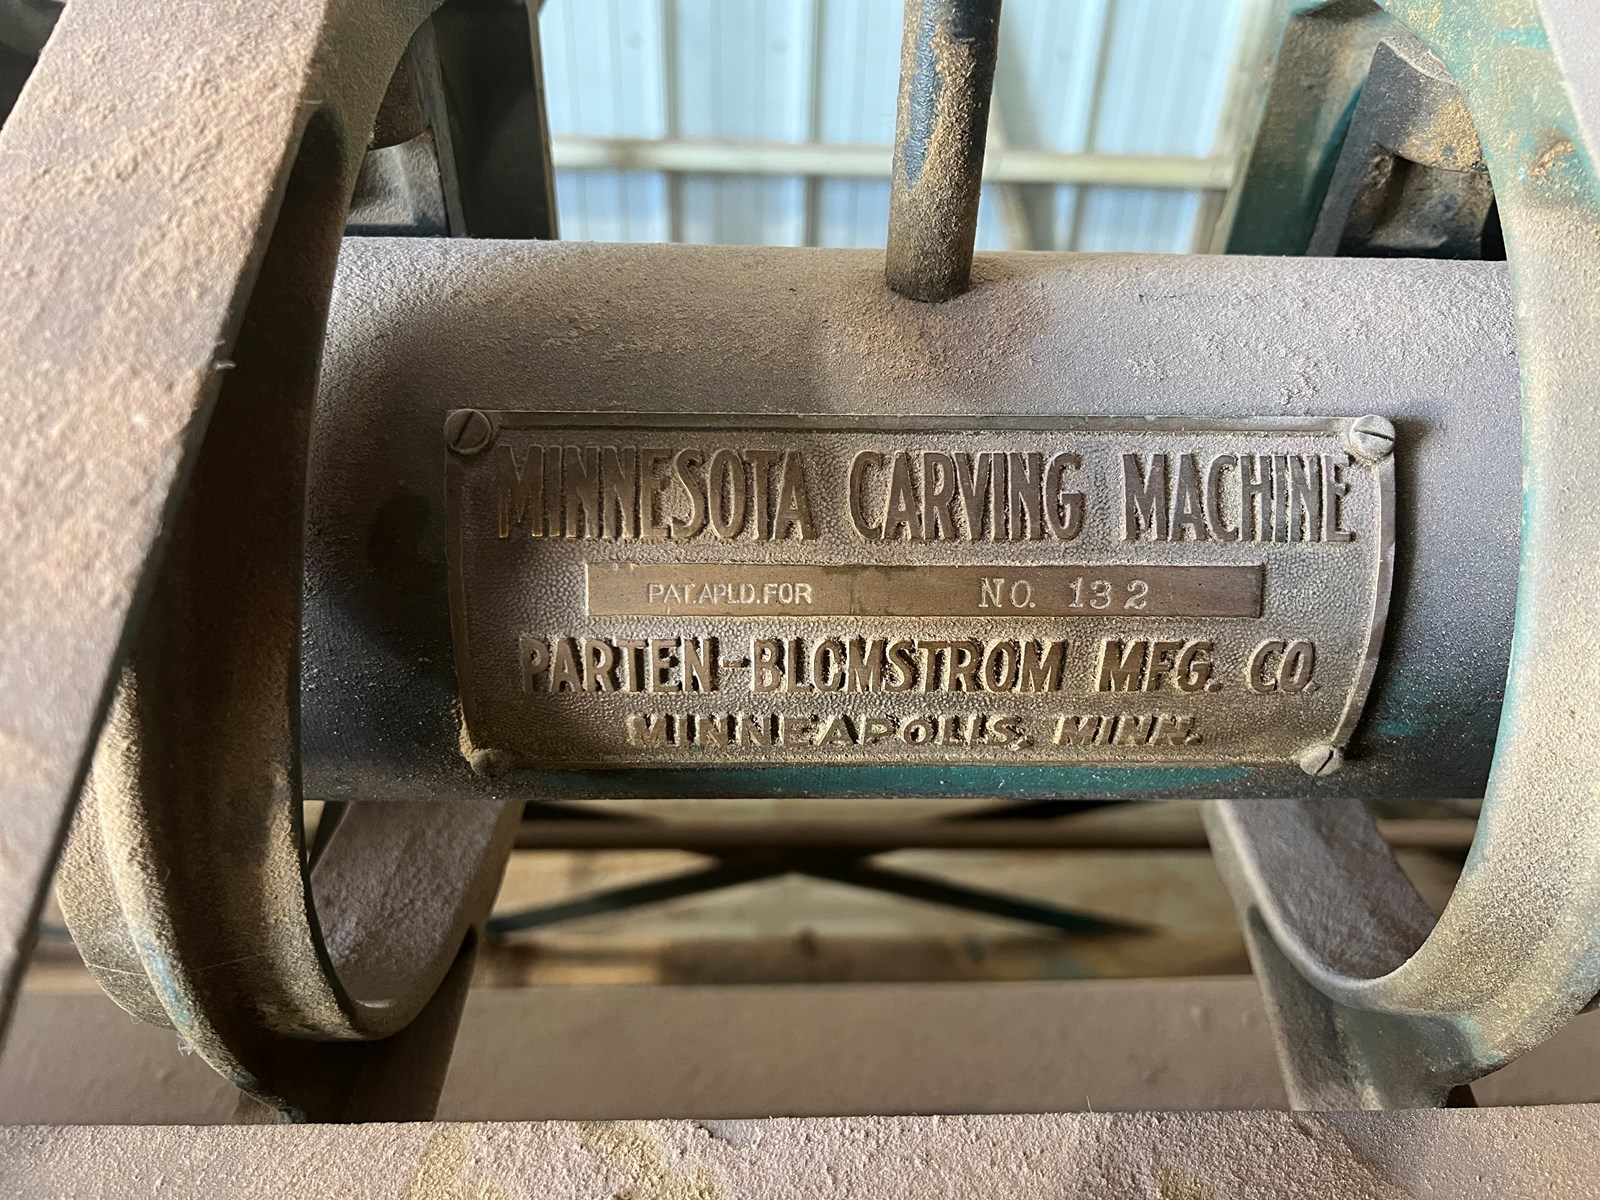 MINNESOTA CARVING MACHINE
PAT. APLD. FOR NO. 132
PARTEN-BLOMSTROM MFG. CO.
MINNEAPOLIS, MINN.